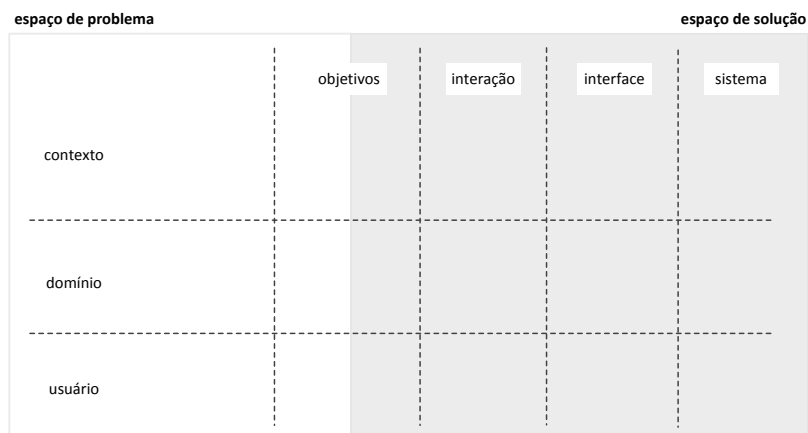 espaço de problema
espaço de solução
objetivos
interação
interface
sistema
contexto
domínio
usuário